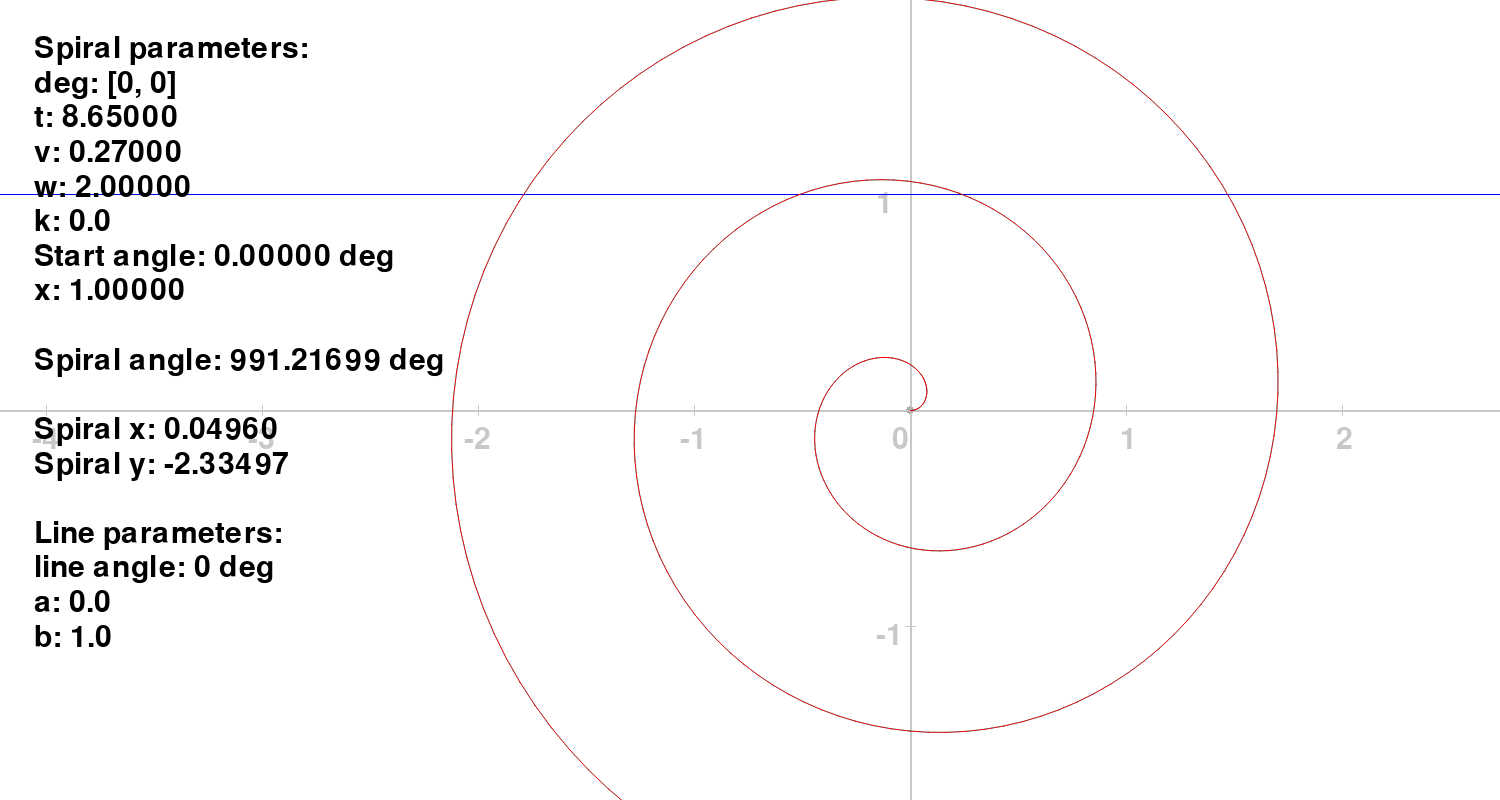 Spiral parameters:
deg: [0, 0]
t: 8.65000
v: 0.27000
w: 2.00000
k: 0.0
Start angle: 0.00000 deg
x: 1.00000
Spiral angle: 991.21699 deg
Spiral x: 0.04960
Spiral y: -2.33497
Line parameters:
line angle: 0 deg
a: 0.0
b: 1.0
1
-4 -3 -2 -1 0 1 2
-1